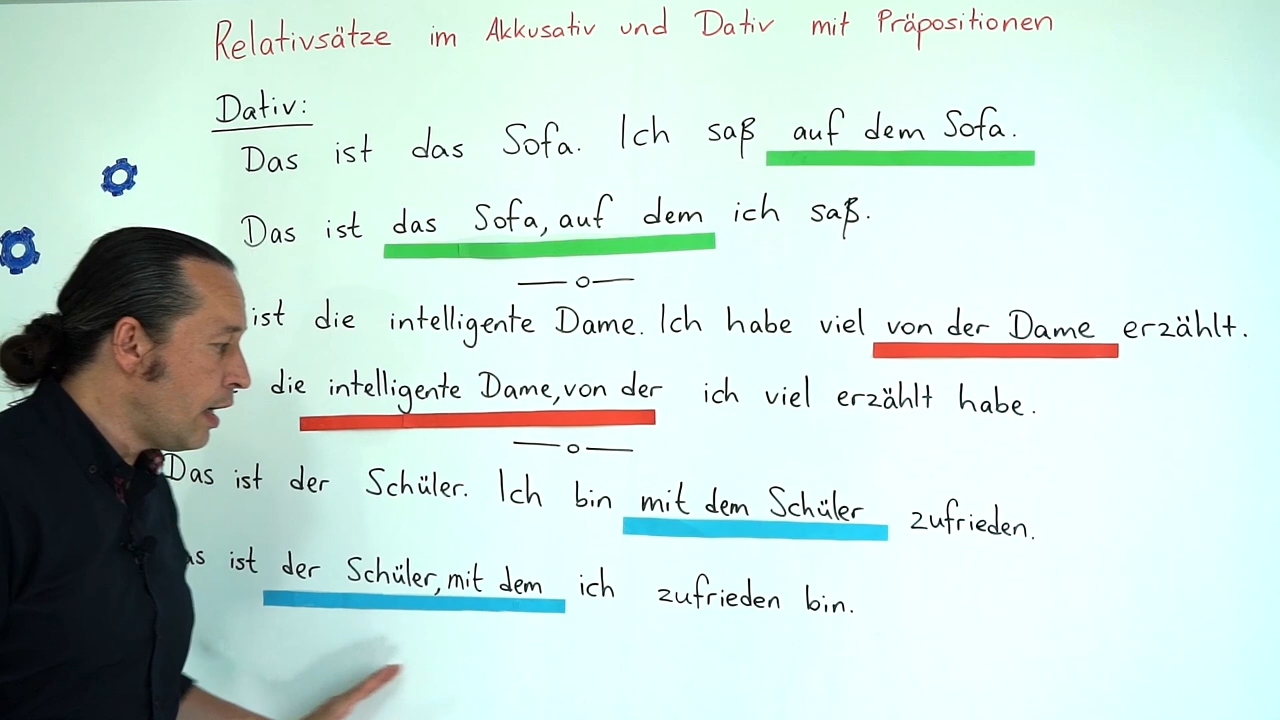 Relativsätze im Akkusativ und Dativ mit Präpositionen
Dativ:
Das ist das Sofa. Ich saß auf dem Sofa.
Das ist das Sofa, auf dem ich saß.
ist die intelligente Dame. Ich habe viel von der Dame erzählt.
die intelligente Dame, von der ich viel erzählt habe.
Das ist der Schüler. Ich bin mit dem Schüler zufrieden.
s ist der Schüler, mit dem ich zufrieden bin.